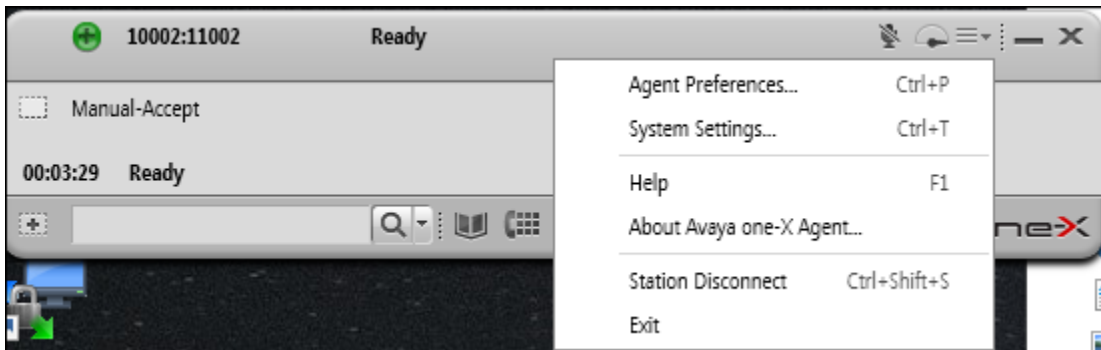 10002:11002 Ready
Agent Preferences... Ctrl+P
Manual-Accept
System Settings... Ctrl+T
00:03:29 Ready
Help F1
About Avaya one-X Agent...
ne-X
Station Disconnect Ctrl+Shift+S
Exit